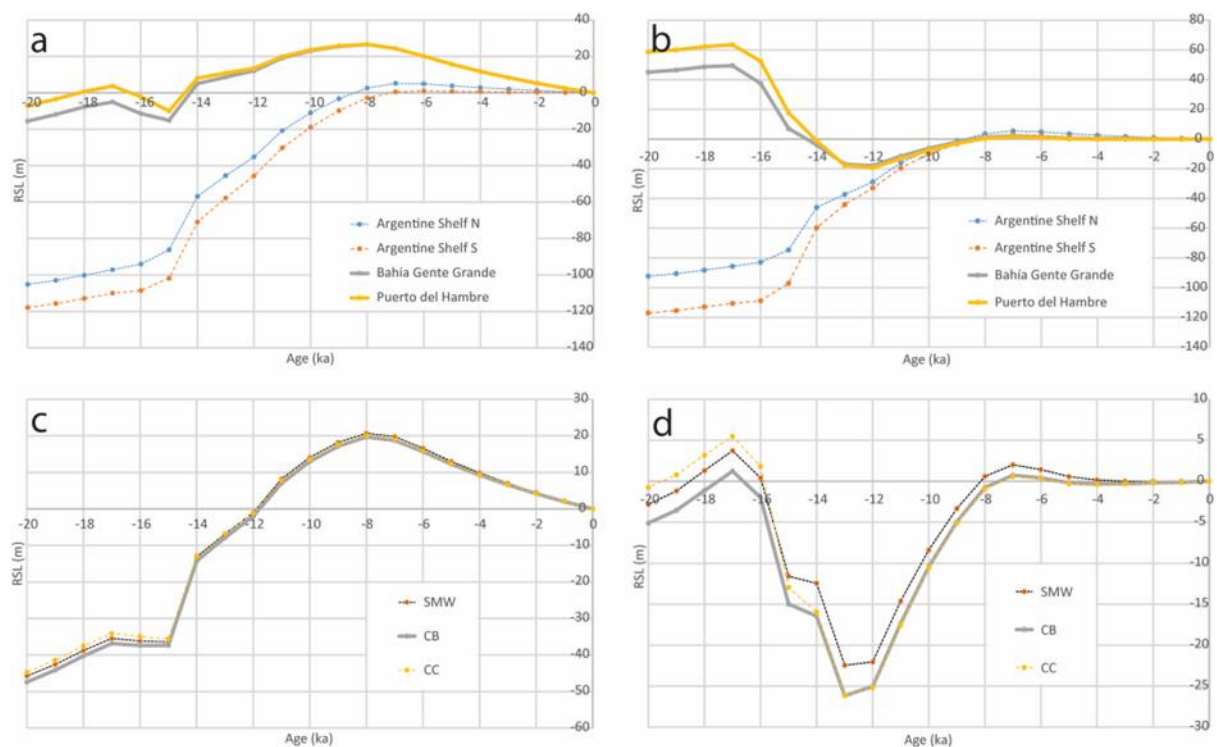 a
40
20
0
-20
-40
-60
-80
-100
-120
-140
-20 -18 -16 -14 -12 -10 -8 -6 -4 -2 0
RSL (m)
Age (ka)
Argentine Shelf N
Argentine Shelf S
Bahía Gente Grande
Puerto del Hambre
b
80
60
40
20
0
-20
-40
-60
-80
-100
-120
-140
-20 -18 -16 -14 -12 -10 -8 -6 -4 -2 0
RSL (m)
Age (ka)
Argentine Shelf N
Argentine Shelf S
Bahía Gente Grande
Puerto del Hambre
c
30
20
10
0
-10
-20
-30
-40
-50
-60
-20 -18 -16 -14 -12 -10 -8 -6 -4 -2 0
RSL (m)
Age (ka)
SMW
CB
CC
d
10
5
0
-5
-10
-15
-20
-25
-30
-20 -18 -16 -14 -12 -10 -8 -6 -4 -2 0
RSL (m)
Age (ka)
SMW
CB
CC